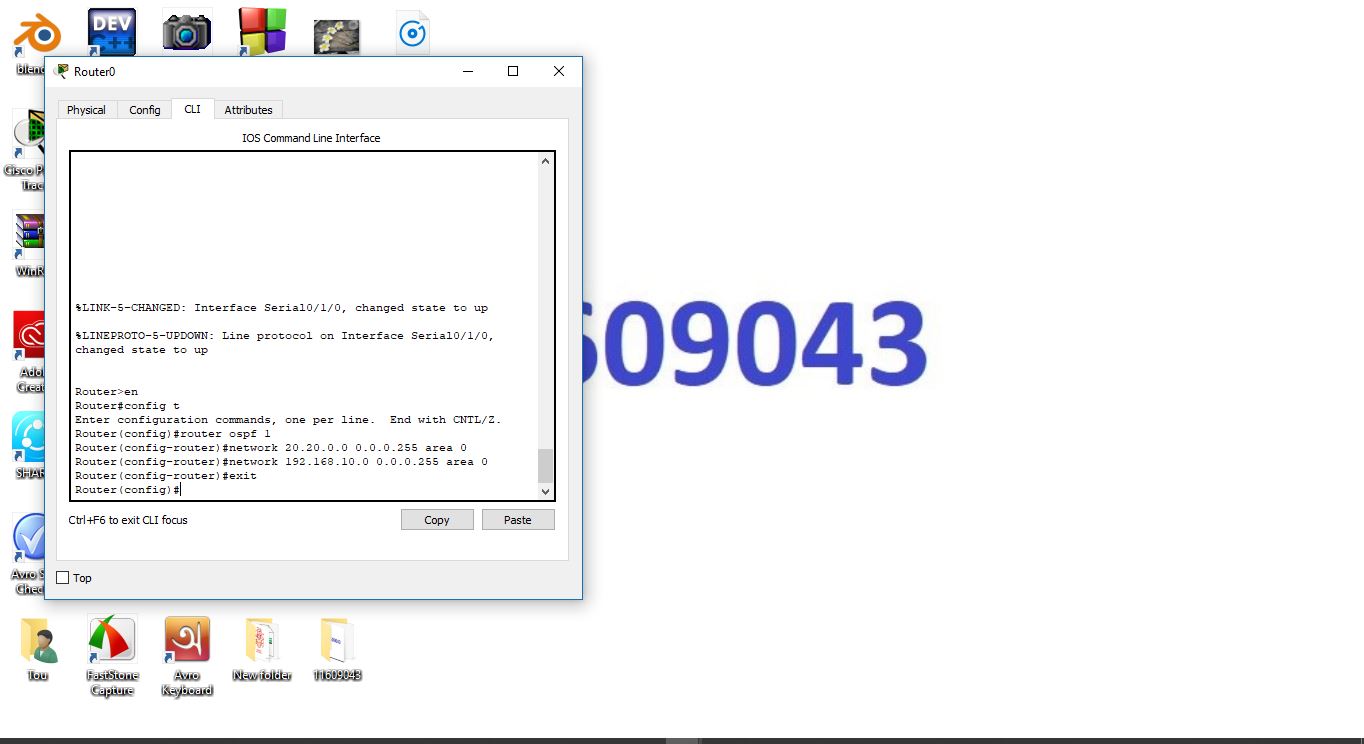 DEV
C++
Router0
Physical Config CLI Attributes
IOS Command Line Interface
%LINK-5-CHANGED: Interface Serial0/1/0, changed state to up
%LINEPROTO-5-UPDOWN: Line protocol on Interface Serial0/1/0,
changed state to up
Router>en
Router#config t
Enter configuration commands, one per line.  End with CNTL/Z.
Router(config)#router ospf 1
Router(config-router)#network 20.20.0.0 0.0.0.255 area 0
Router(config-router)#network 192.168.10.0 0.0.0.255 area 0
Router(config-router)#exit
Router(config)#
Ctrl+F6 to exit CLI focus
Copy Paste
Top
609043
Cisco P
Trac
WinR
Ado
Creat
SHAR
Avro S
Chec
Tou
FastStone
Capture
অ
Avro
Keyboard
New folder
11609043